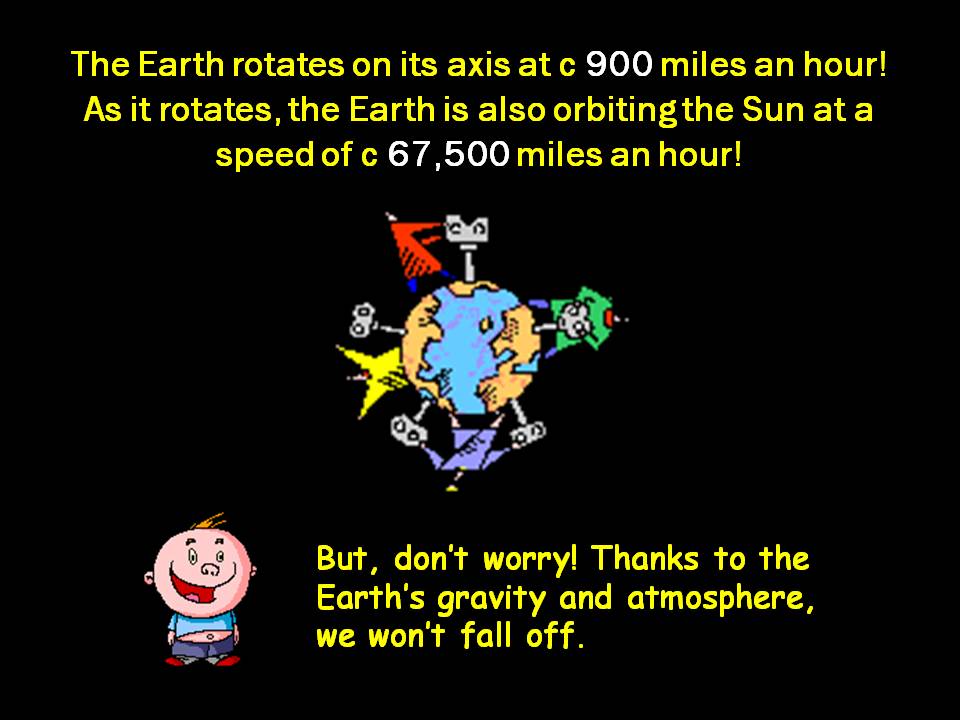 The Earth rotates on its axis at c 900 miles an hour!
As it rotates, the Earth is also orbiting the Sun at a
speed of c 67,500 miles an hour!
But, don't worry! Thanks to the
Earth's gravity and atmosphere,
we won't fall off.